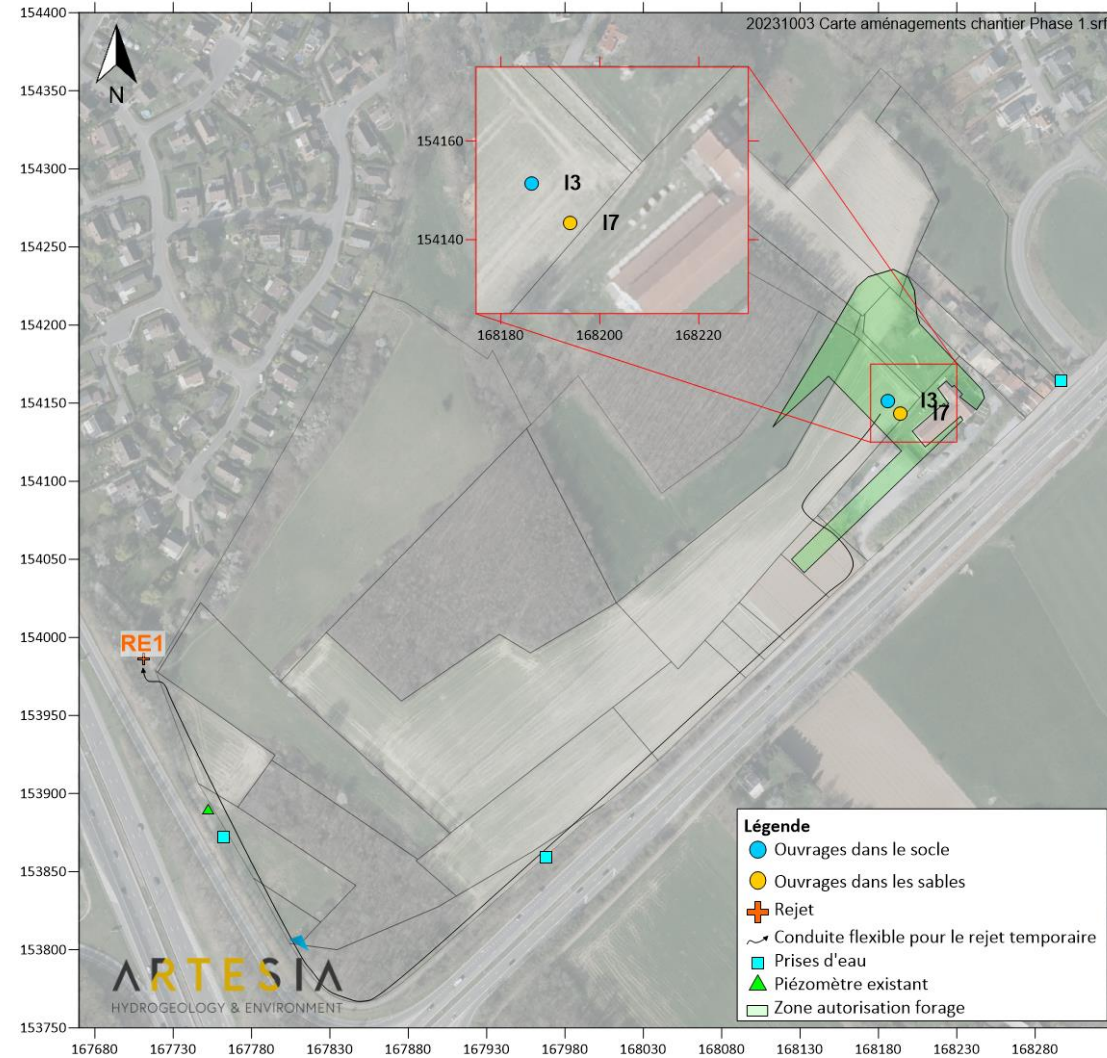 20231003 Carte aménagements chantier Phase 1.srf
154400
154350
154300
154250
154200
154150
154100
154050
154000
153950
153900
153850
153800
153750
N
154160
154140
168180
168200
168220
I3
I7
I3
I7
RE1
Légende
Ouvrages dans le socle
Ouvrages dans les sables
Rejet
Conduite flexible pour le rejet temporaire
Prises d'eau
Piézomètre existant
Zone autorisation forage
ARTESIA
HYDROGEOLOGY & ENVIRONMENT
167680
167730
167780
167830
167880
167930
167980
168030
168080
168130
168180
168230
168280